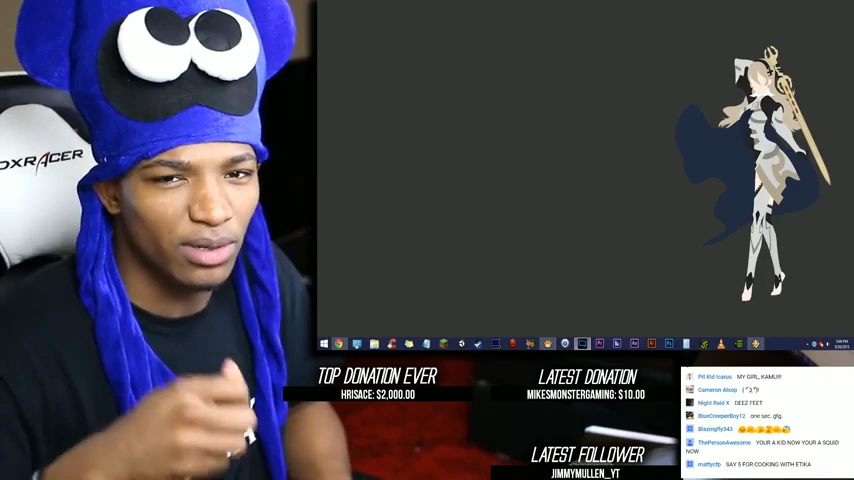 DXRACER
TOP DONATION EVER
HRISACE: $2,000.00
LATEST DONATION
MIKESMONSTERGAMING: $10.00
LATEST FOLLOWER
JIMMYMULLEN_YT
Pit Kid Icarus MY GIRL, KAMUI!!
Cameron Alsop
Night Raid X DEEZ FEET
BlueCreeperBoy12 one sec. gtg.
Blazingfly343
ThePersonAwesome YOUR A KID NOW YOUR A SQUID
NOW
mattycfp SAY 5 FOR COOKING WITH ETIKA